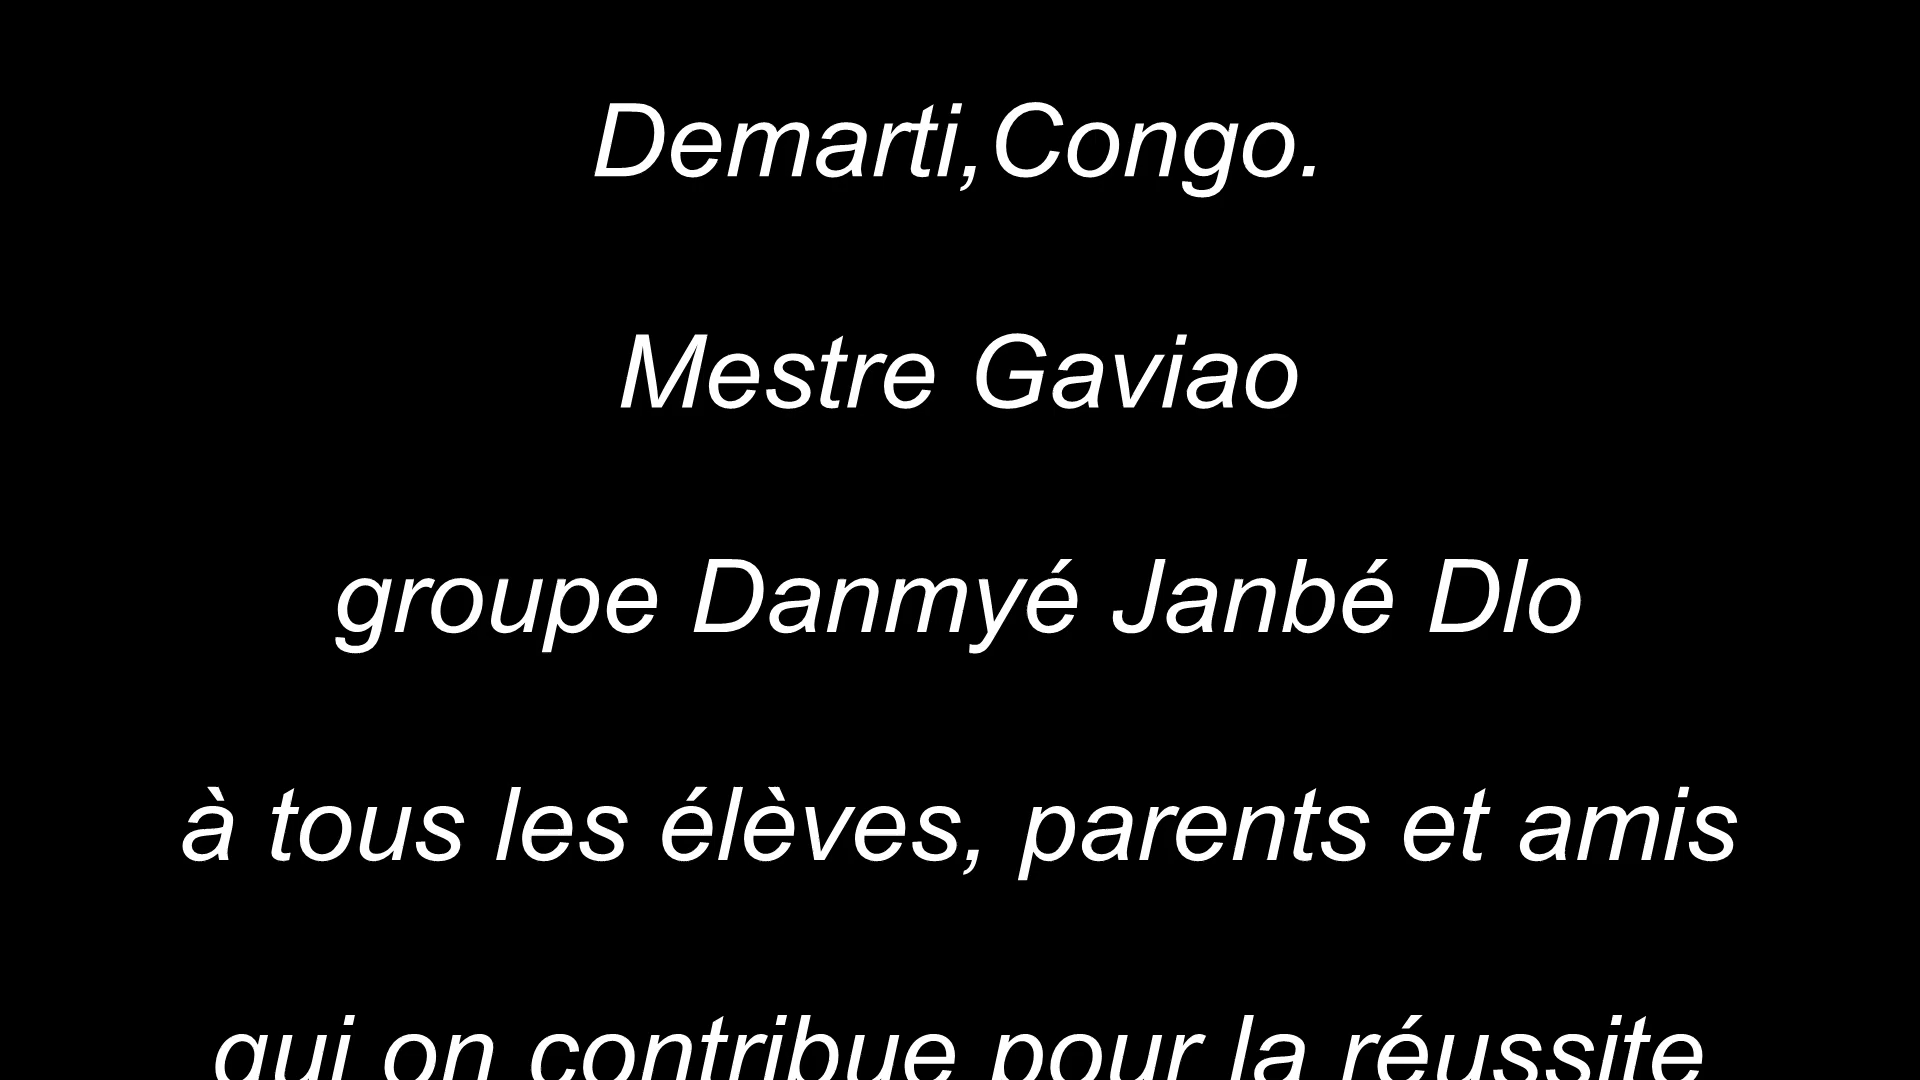 Demarti,Congo.
Mestre Gaviao
groupe Danmyé Janbé Dlo
à tous les élèves, parents et amis
qui on contribue pour la réussite